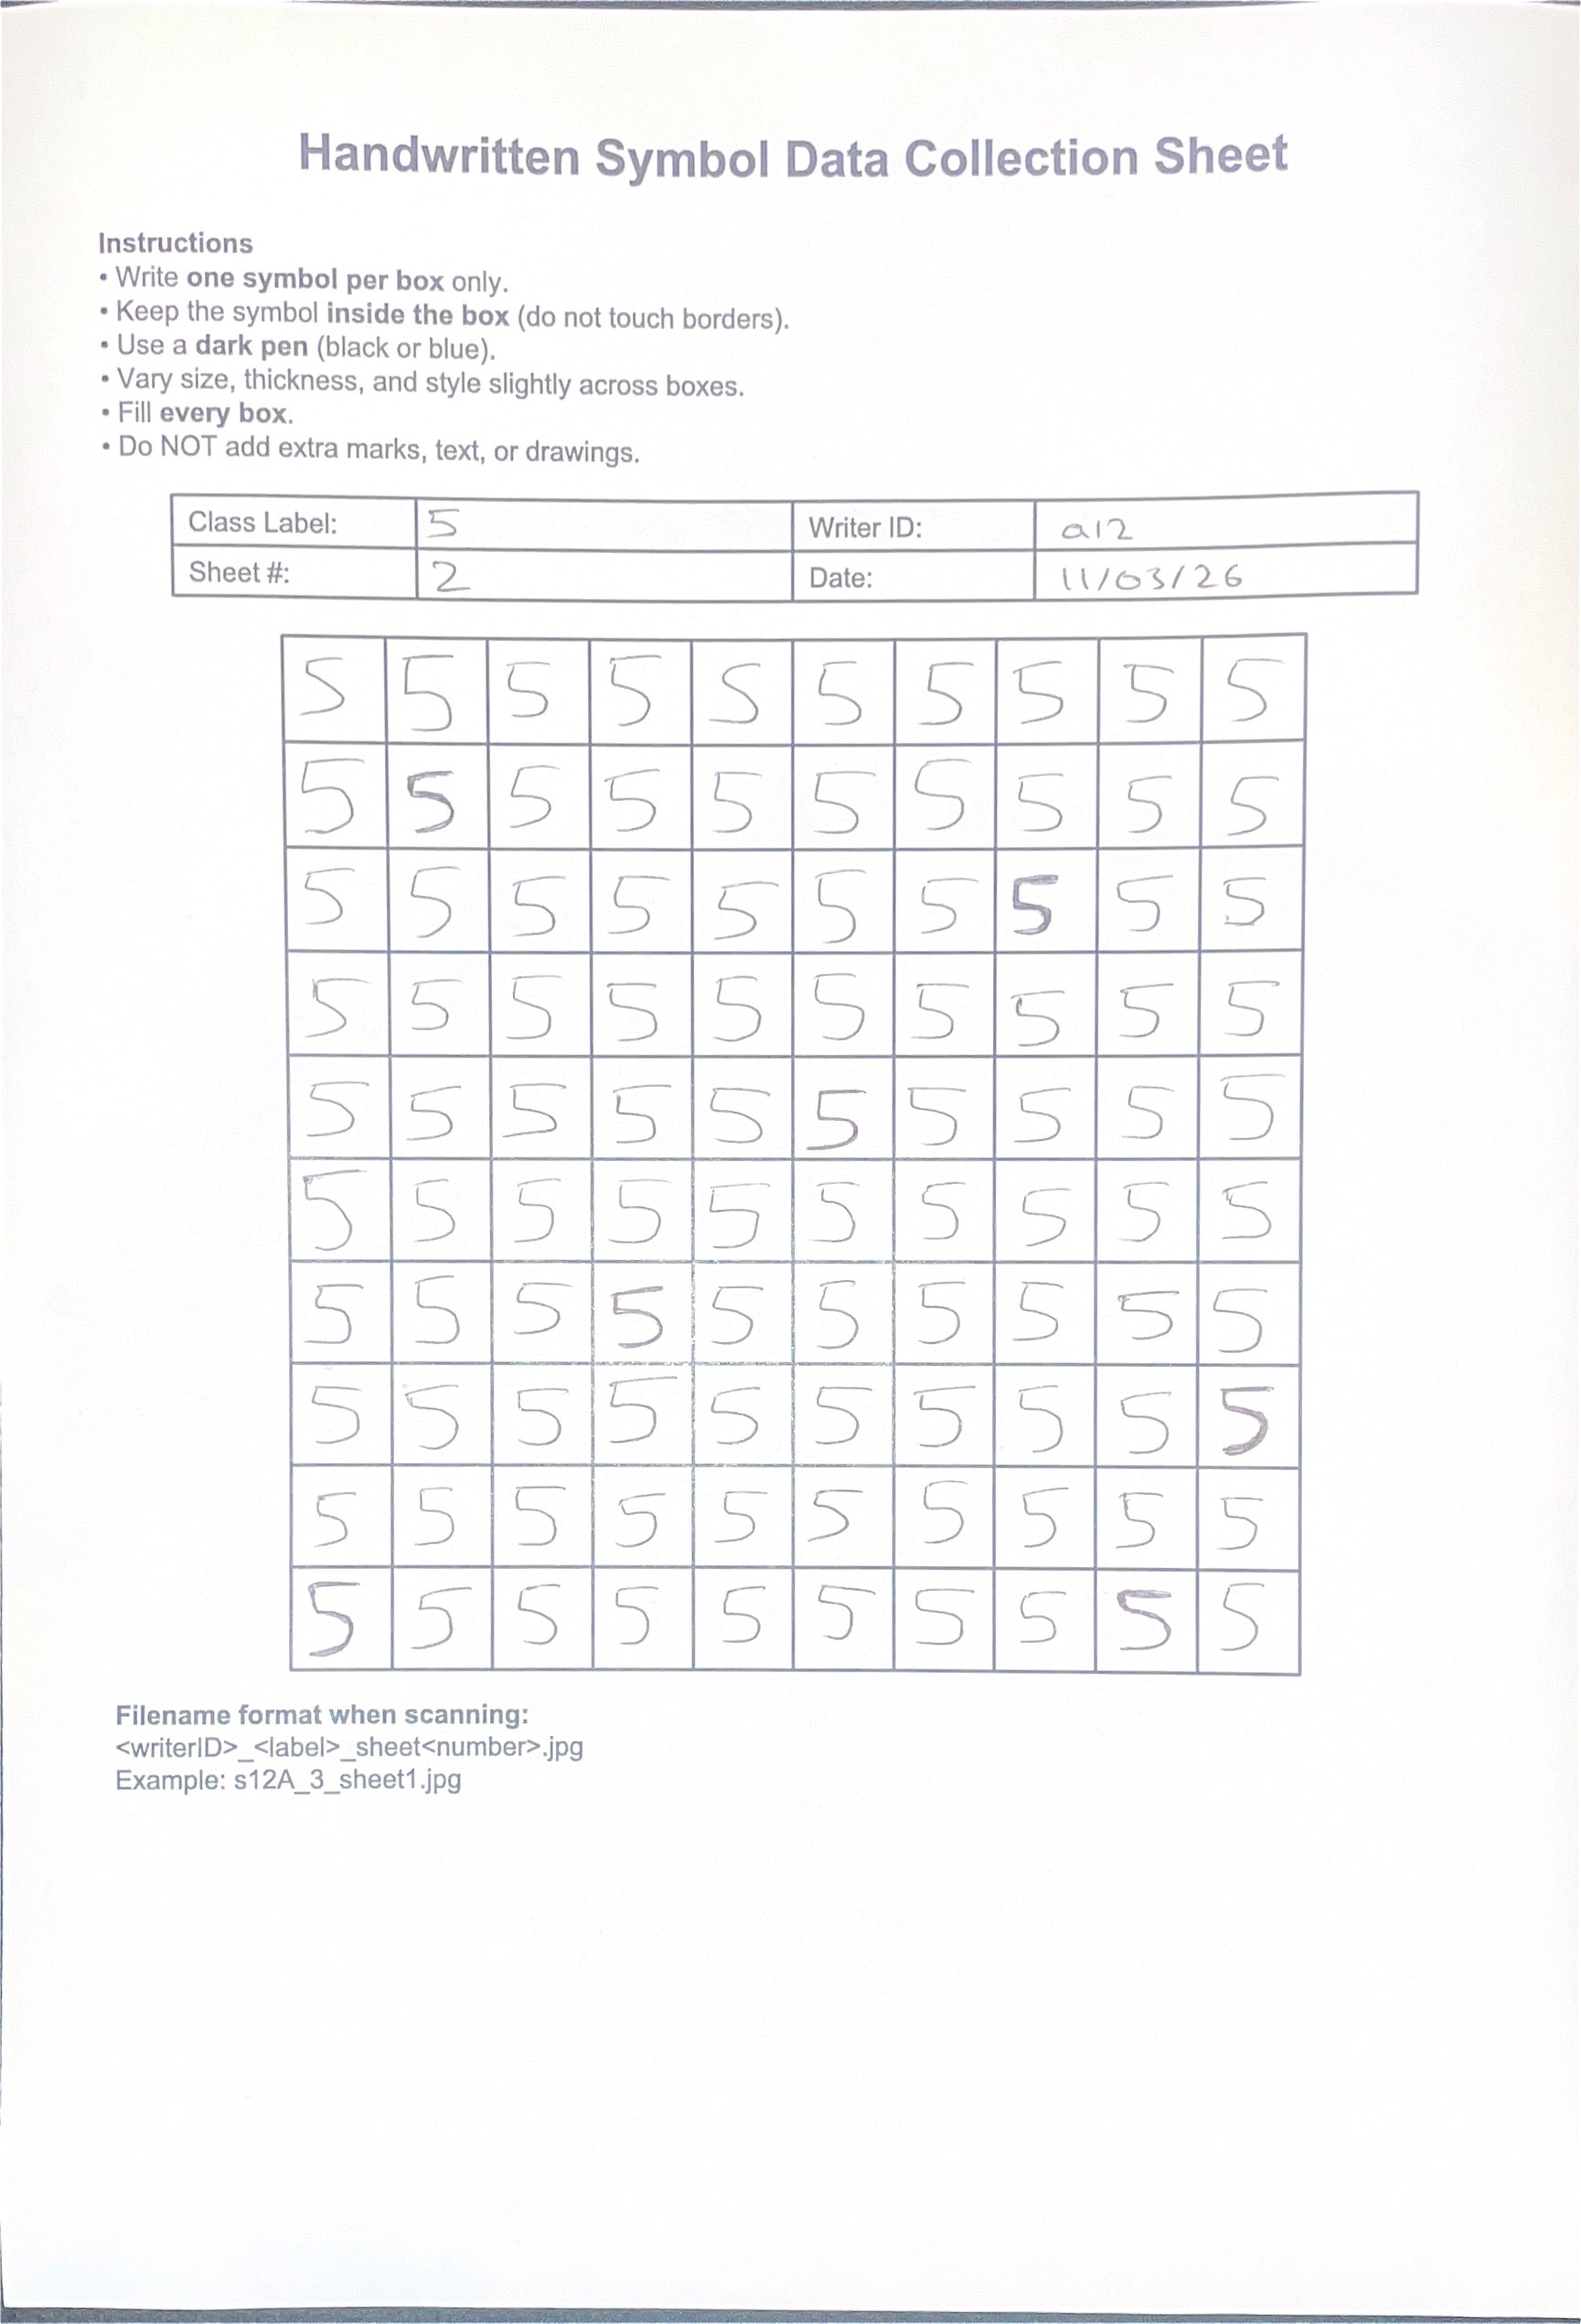 Handwritten Symbol Data Collection Sheet
Instructions
• Write one symbol per box only.
• Keep the symbol inside the box (do not touch borders).
• Use a dark pen (black or blue).
• Vary size, thickness, and style slightly across boxes.
• Fill every box.
• Do NOT add extra marks, text, or drawings.
Class Label: 5 Writer ID: a12
Sheet #: 2 Date: 11/03/26
5 5 5 5 5 5 5 5 5 5
5 5 5 5 5 5 5 5 5 5
5 5 5 5 5 5 5 5 5 5
5 5 5 5 5 5 5 5 5 5
5 5 5 5 5 5 5 5 5 5
5 5 5 5 5 5 5 5 5 5
5 5 5 5 5 5 5 5 5 5
5 5 5 5 5 5 5 5 5 5
5 5 5 5 5 5 5 5 5 5
5 5 5 5 5 5 5 5 5 5
Filename format when scanning:
<writerID>_<label>_sheet<number>.jpg
Example: s12A_3_sheet1.jpg